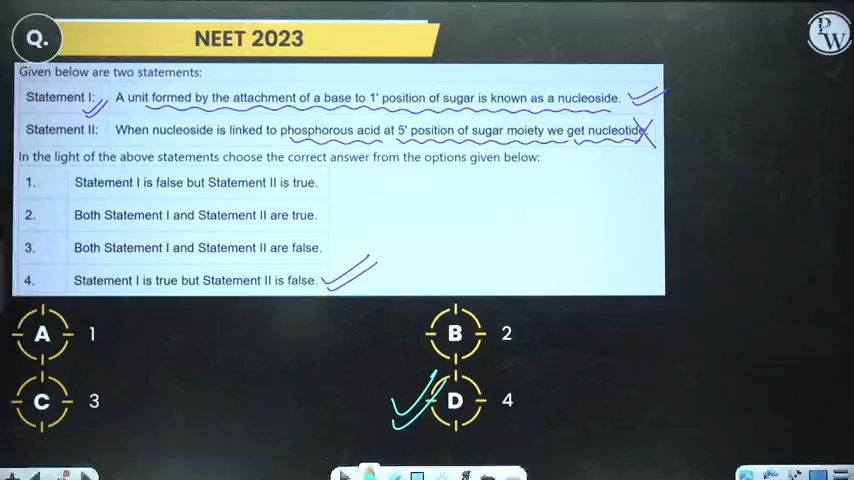 Q.
NEET 2023
PW
Given below are two statements:
Statement I: A unit formed by the attachment of a base to 1' position of sugar is known as a nucleoside.
Statement II: When nucleoside is linked to phosphorous acid at 5' position of sugar moiety we get nucleotide
In the light of the above statements choose the correct answer from the options given below:
1. Statement I is false but Statement II is true.
2. Both Statement I and Statement II are true.
3. Both Statement I and Statement II are false.
4. Statement I is true but Statement II is false.
A 1
B 2
C 3
D 4